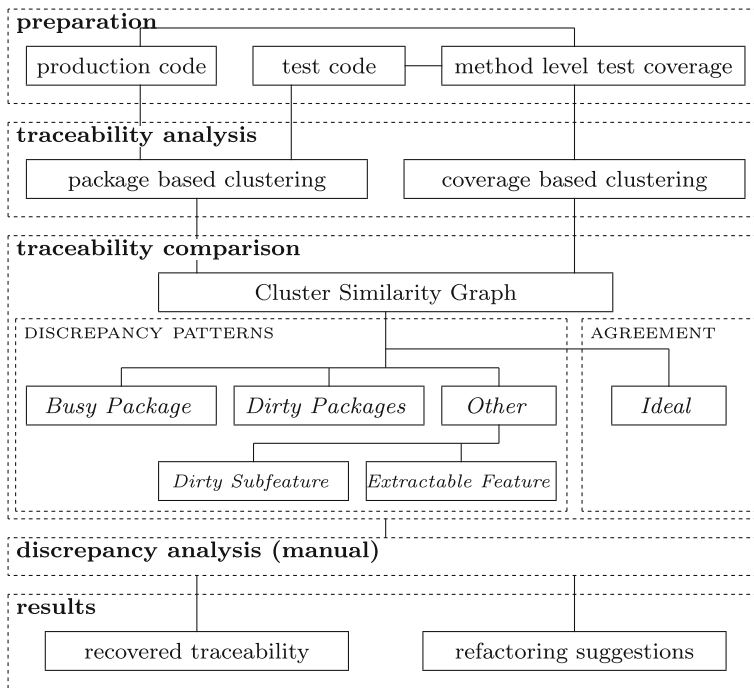 preparation
production code
test code
method level test coverage
traceability analysis
package based clustering
coverage based clustering
traceability comparison
Cluster Similarity Graph
DISCREPANCY PATTERNS
AGREEMENT
Busy Package
Dirty Packages
Other
Ideal
Dirty Subfeature
Extractable Feature
discrepancy analysis (manual)
results
recovered traceability
refactoring suggestions